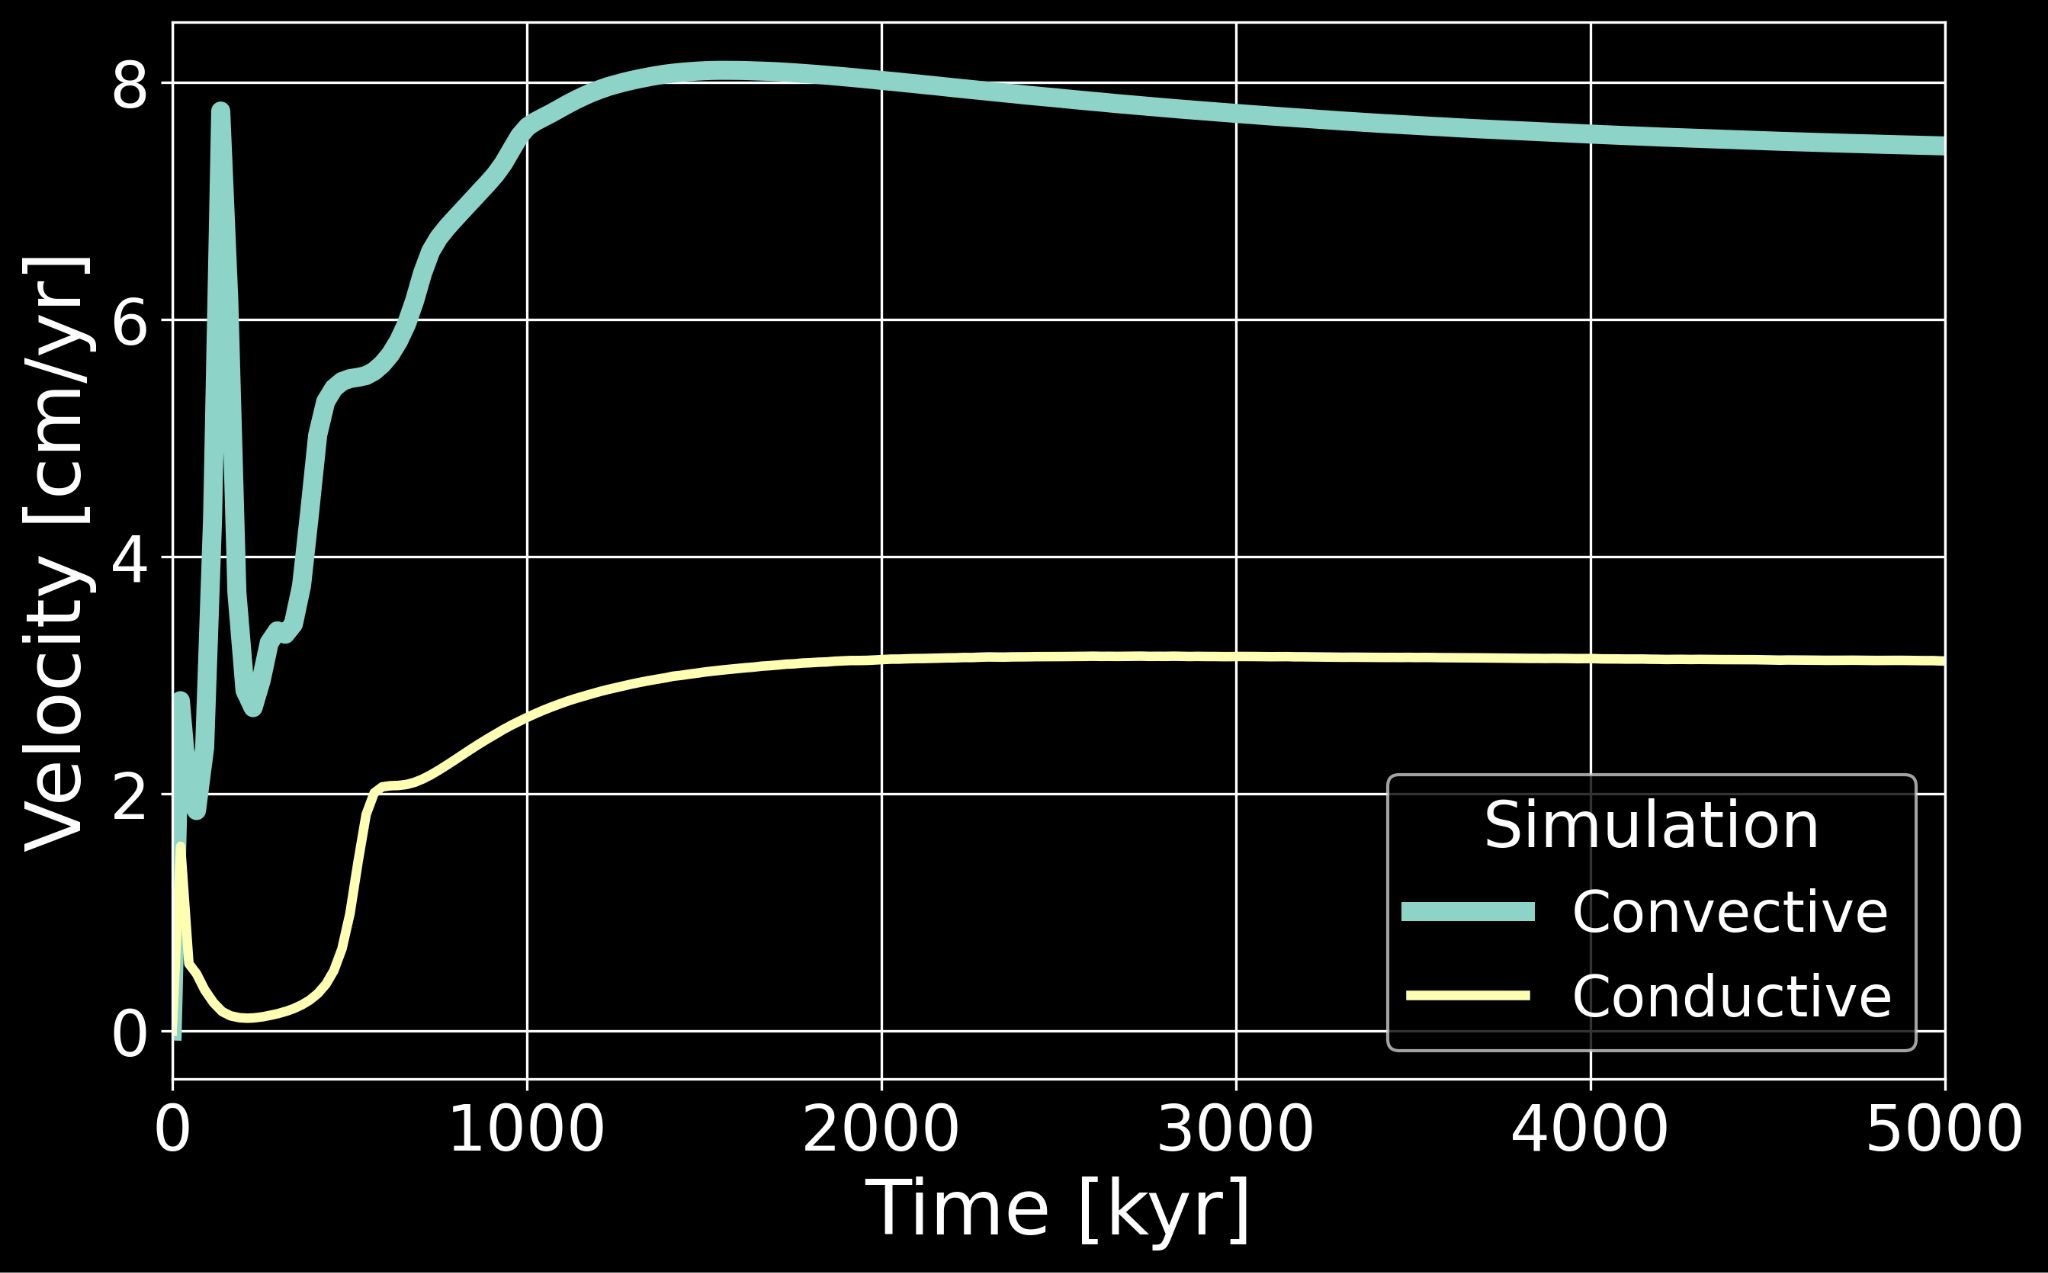 Velocity [cm/yr]
8
6
4
2
0
Simulation
Convective
Conductive
0 1000 2000 3000 4000 5000
Time [kyr]